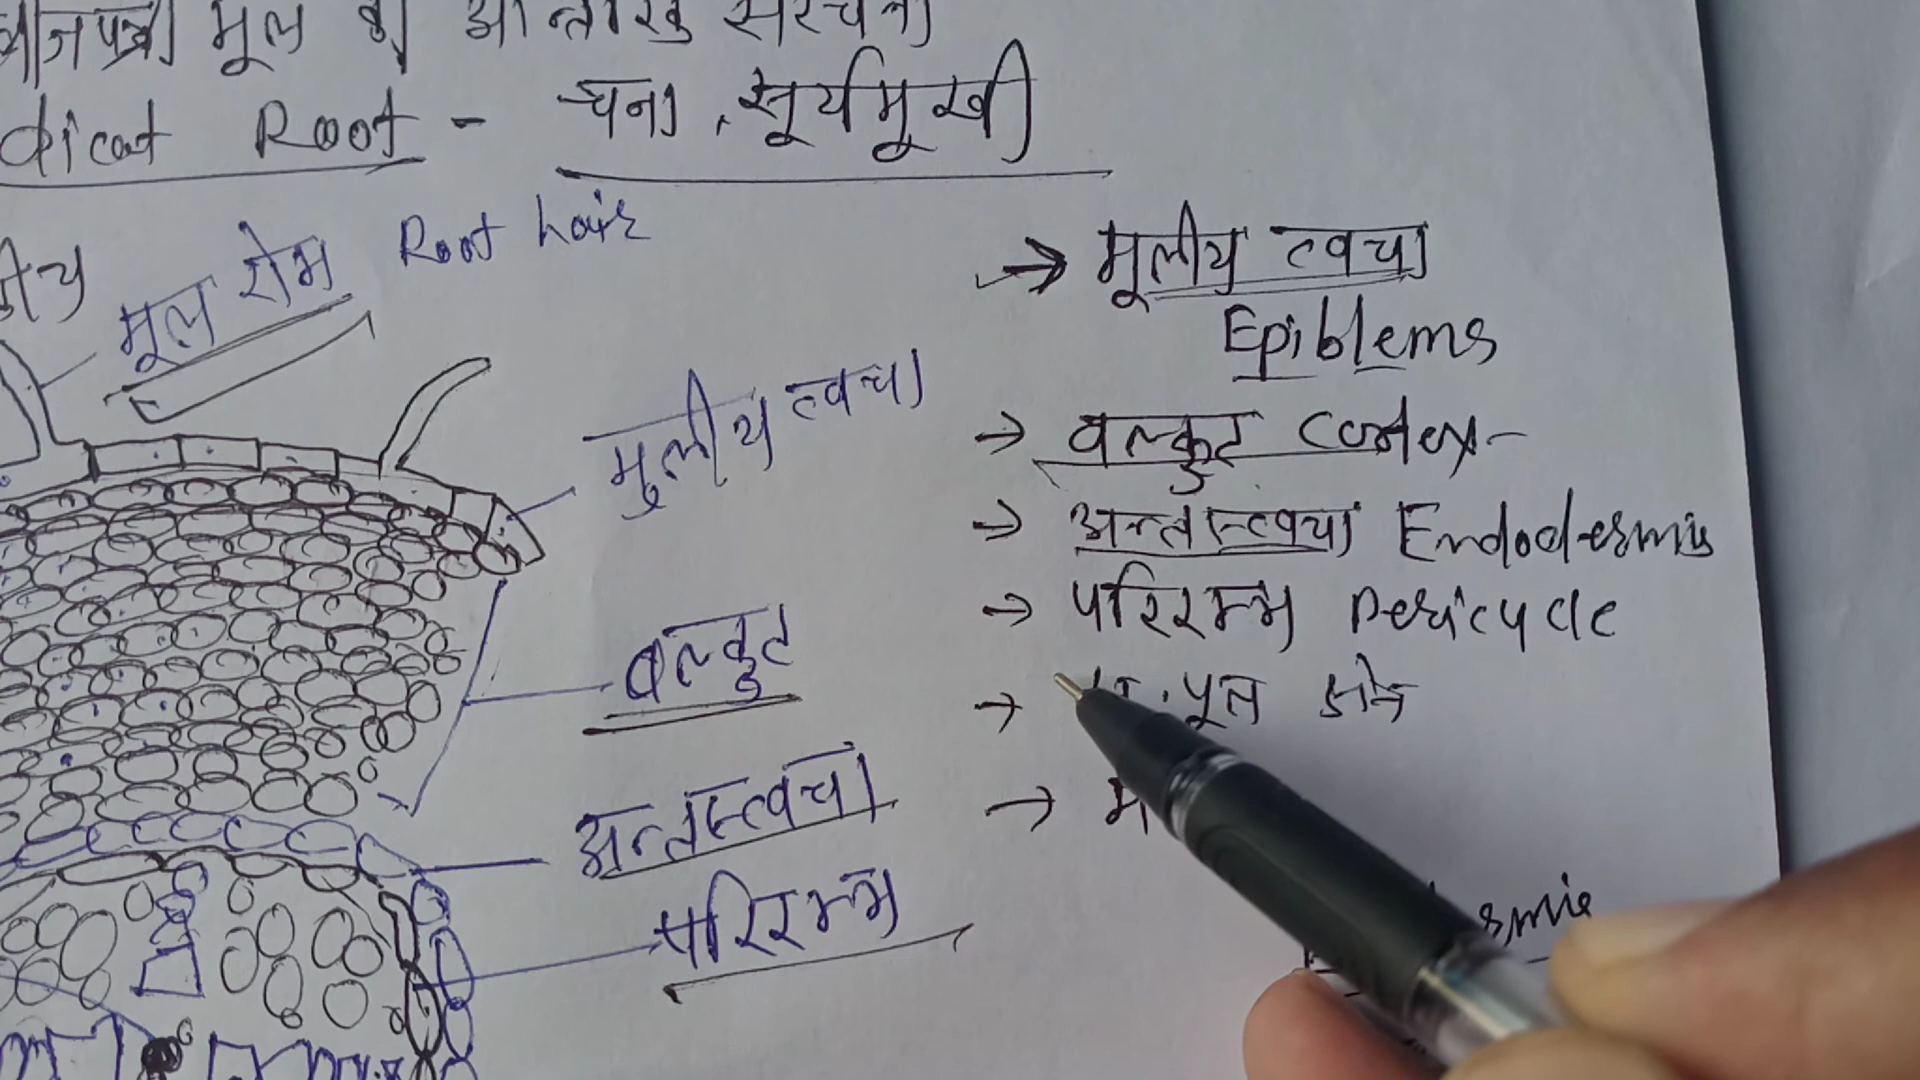 मूल की आन्तरिक संरचना
dicot Root - चना, सूर्यमूखी
मूल रोम Root hair
मुलीय त्वचा
वल्कुट
अन्तस्त्वचा
परिरम्भ
→ मूलीय त्वचा
Epiblems
→ वल्कुट Cortex-
→ अन्तस्त्वचा Endodermis
→ परिरम्भ Pericycle
→ पूल
→ म